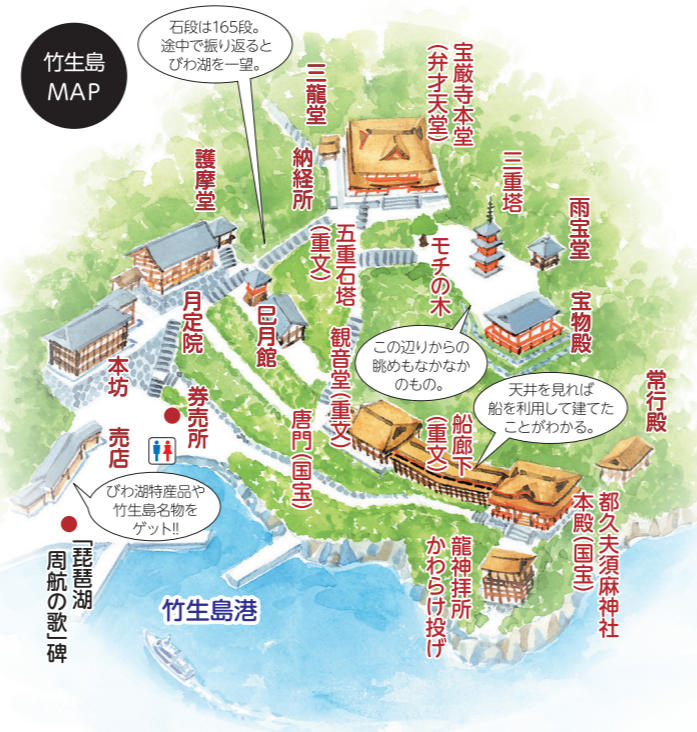 竹生島
MAP
石段は165段。
途中で振り返ると
びわ湖を一望。
宝厳寺本堂
(弁才天堂)
三龍堂
納経所
護摩堂
三重塔
雨宝堂
五重石塔
(重文)
モチの木
宝物殿
月定院
巳月館
この辺りからの
眺めもなかなか
のもの。
観音堂(重文)
本坊
券売所
唐門(国宝)
船廊下
(重文)
天井を見れば
船を利用して建てた
ことがわかる。
常行殿
売店
びわ湖特産品や
竹生島名物を
ゲット!!
都久夫須麻神社
本殿(国宝)
龍神拝所
かわらけ投げ
「琵琶湖
周航の歌」碑
竹生島港